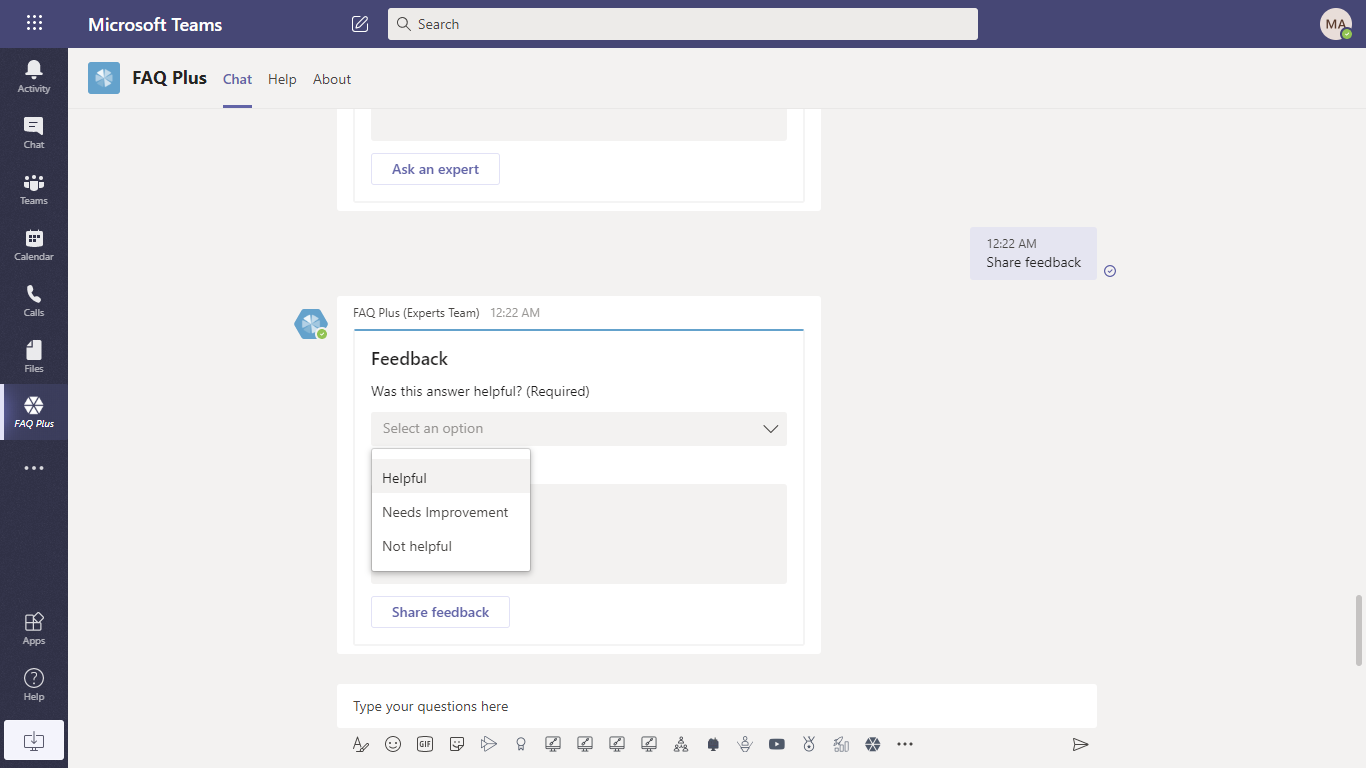 Microsoft Teams
Search
MA
Activity
Chat
Teams
Calendar
Calls
Files
FAQ Plus
Apps
Help
FAQ Plus Chat Help About
Ask an expert
12:22 AM
Share feedback
FAQ Plus (Experts Team) 12:22 AM
Feedback
Was this answer helpful? (Required)
Select an option
Helpful
Needs Improvement
Not helpful
Share feedback
Type your questions here
GIF